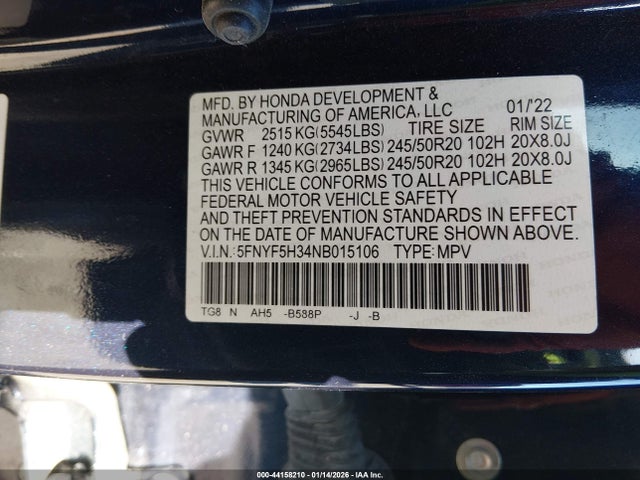 MFD. BY HONDA DEVELOPMENT &
MANUFACTURING OF AMERICA, LLC 01/'22
GVWR 2515 KG(5545LBS) TIRE SIZE RIM SIZE
GAWR F 1240 KG(2734LBS) 245/50R20 102H 20X8.0J
GAWR R 1345 KG(2965LBS) 245/50R20 102H 20X8.0J
THIS VEHICLE CONFORMS TO ALL APPLICABLE
FEDERAL MOTOR VEHICLE SAFETY
AND THEFT PREVENTION STANDARDS IN EFFECT
ON THE DATE OF MANUFACTURE SHOWN ABOVE.
V.I.N.:5FNYF5H34NB015106 TYPE:MPV
TG8 N AH5 -B588P -J -B
000-44158210 - 01/14/2026 - IAA Inc.